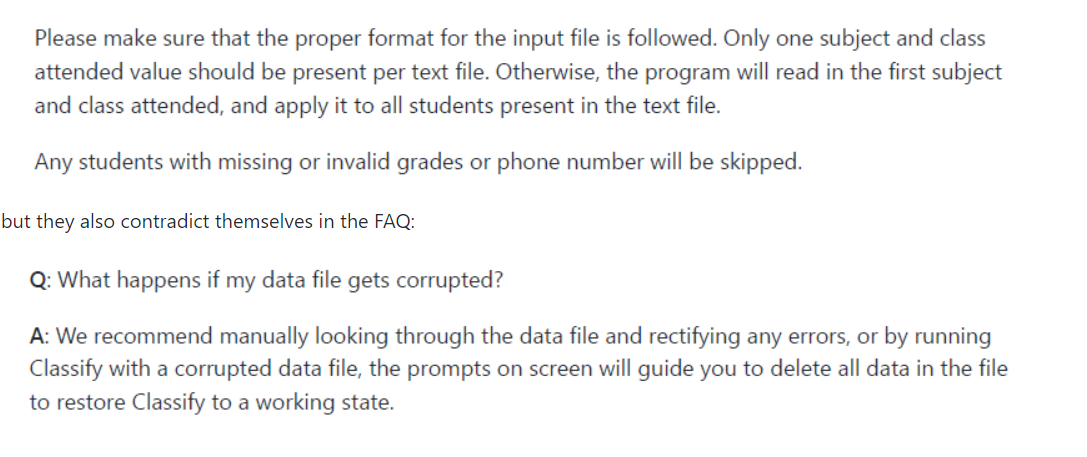 Please make sure that the proper format for the input file is followed. Only one subject and class
attended value should be present per text file. Otherwise, the program will read in the first subject
and class attended, and apply it to all students present in the text file.
Any students with missing or invalid grades or phone number will be skipped.
but they also contradict themselves in the FAQ:
Q: What happens if my data file gets corrupted?
A: We recommend manually looking through the data file and rectifying any errors, or by running
Classify with a corrupted data file, the prompts on screen will guide you to delete all data in the file
to restore Classify to a working state.